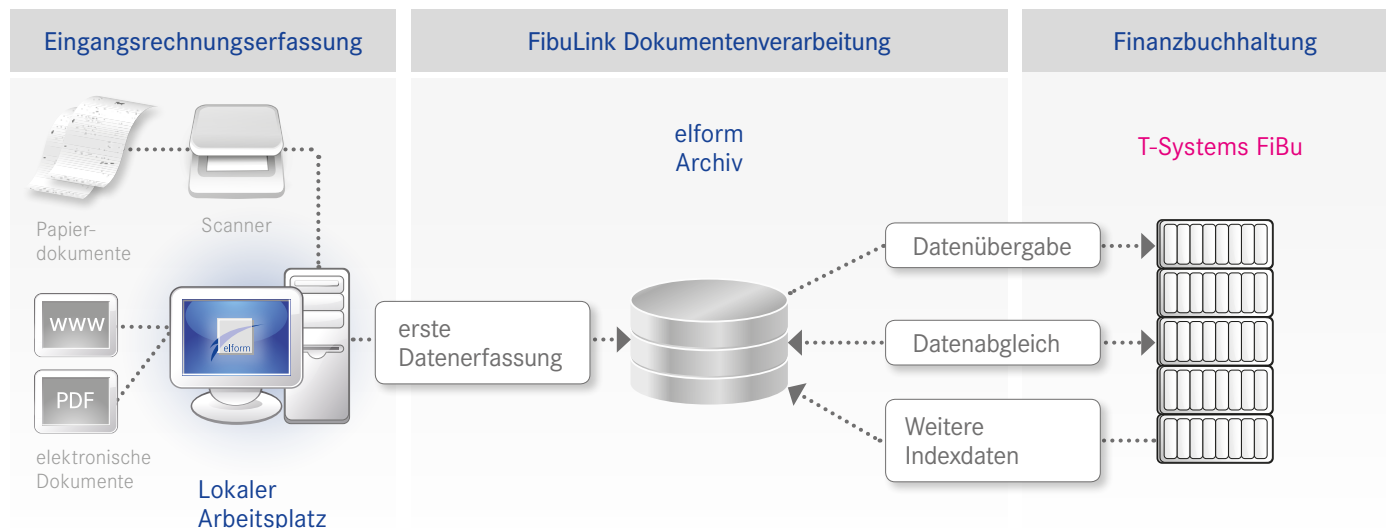 Eingangsrechnungserfassung
FibuLink Dokumentenverarbeitung
Finanzbuchhaltung
Papier-
dokumente
Scanner
www
PDF
elektronische
Dokumente
elform
Lokaler
Arbeitsplatz
erste
Datenerfassung
elform
Archiv
Datenübergabe
Datenabgleich
Weitere
Indexdaten
T-Systems FiBu